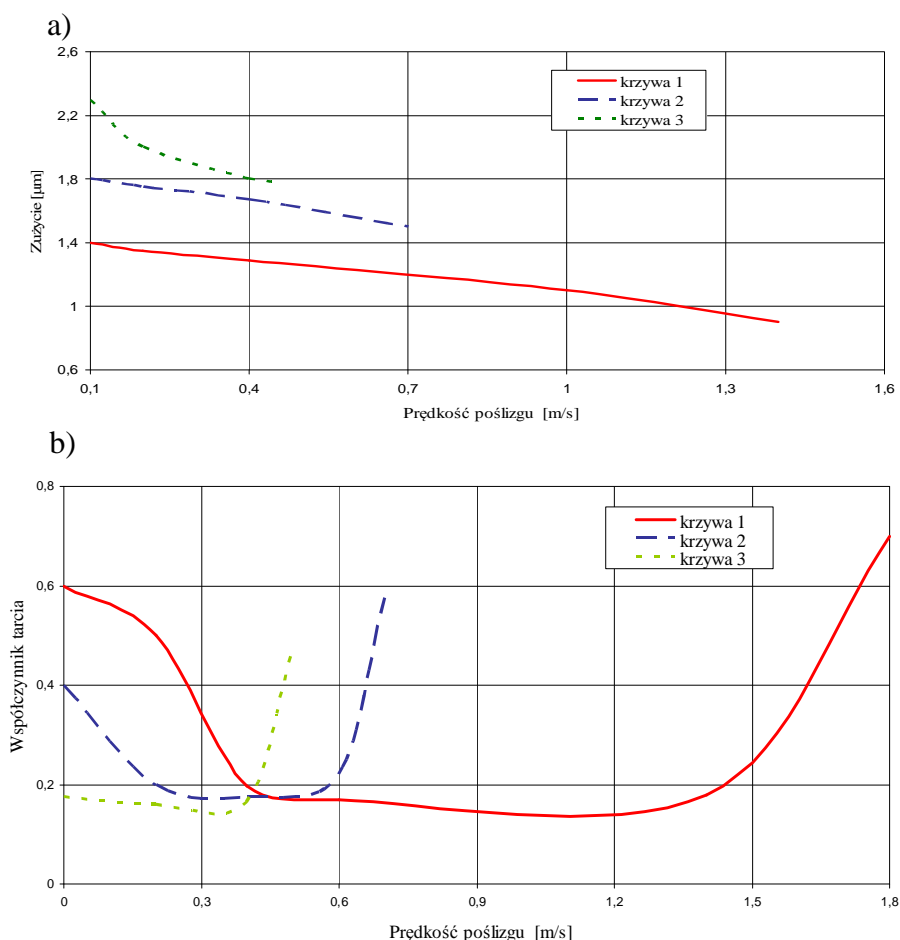 a)
2,6
2,2
1,8
1,4
1
0,6
Zużycie [µm]
krzywa 1
krzywa 2
krzywa 3
0,1 0,4 0,7 1 1,3 1,6
Prędkość poślizgu [m/s]
b)
0,8
0,6
0,4
0,2
0
Współczynnik tarcia
krzywa 1
krzywa 2
krzywa 3
0 0,3 0,6 0,9 1,2 1,5 1,8
Prędkość poślizgu [m/s]